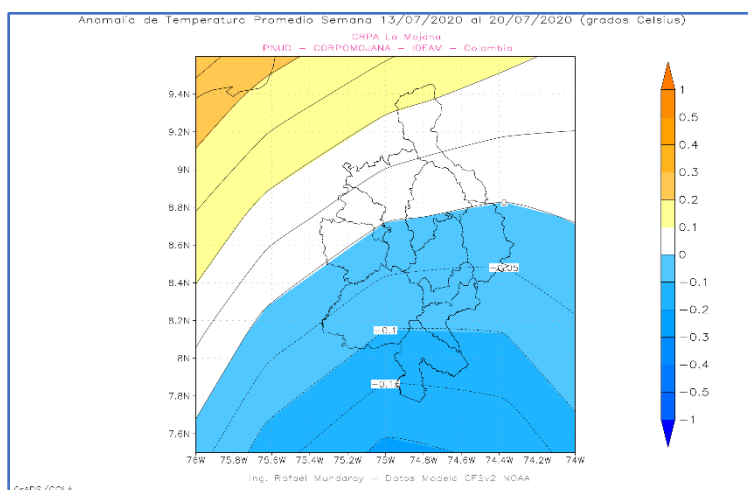 Anomalía de Temperatura Promedio Semana 13/07/2020 al 20/07/2020 (grados Celsius)
CRPA La Mojana
PNUD – CORPOMOJANA – IDEAM – Colombia
9.4N
9.2N
9N
8.8N
8.6N
8.4N
8.2N
8N
7.8N
7.6N
0
-0.05
-0.1
-0.1
76W
75.8W
75.6W
75.4W
75.2W
75W
74.8W
74.6W
74.4W
74.2W
74W
1
0.5
0.4
0.3
0.2
0.1
0
-0.1
-0.2
-0.3
-0.4
-0.5
-1
Ing. Rafael Mundaray – Datos Modelo CFSv2 NOAA
GrADS/COLA